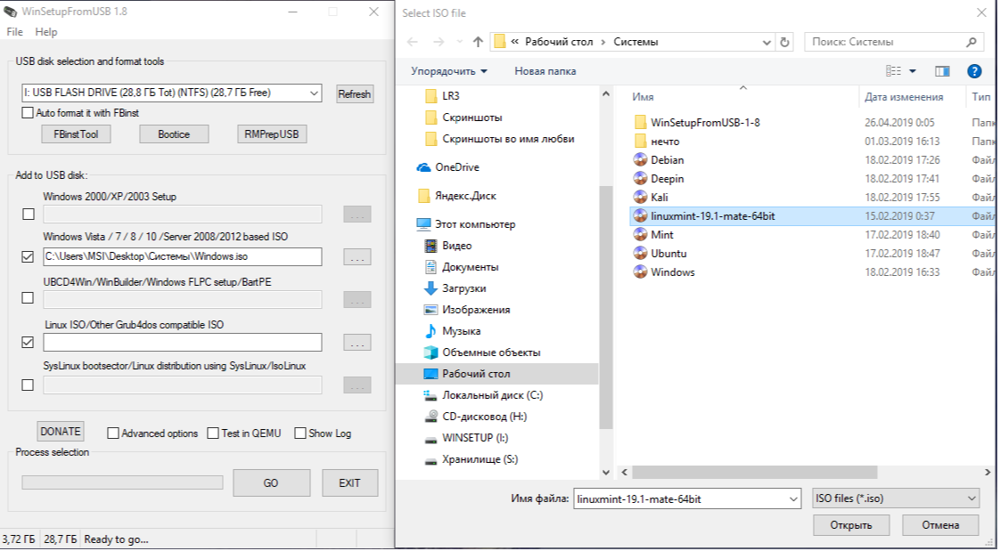 WinSetupFromUSB 1.8
File Help
USB disk selection and format tools
I: USB FLASH DRIVE (28,8 ГБ Tot) (NTFS) (28,7 ГБ Free)
Refresh
Auto format it with FBinst
FBinstTool
Bootice
RMPrepUSB
Add to USB disk:
Windows 2000/XP/2003 Setup
...
Windows Vista / 7 / 8 / 10 /Server 2008/2012 based ISO
C:\Users\MSI\Desktop\Системы\Windows.iso
...
UBCD4Win/WinBuilder/Windows FLPC setup/BartPE
...
Linux ISO/Other Grub4dos compatible ISO
...
SysLinux bootsector/Linux distribution using SysLinux/IsoLinux
...
DONATE
Advanced options
Test in QEMU
Show Log
Process selection
GO
EXIT
3,72 ГБ 28,7 ГБ Ready to go...
Select ISO file
« Рабочий стол › Системы
Поиск: Системы
Упорядочить
Новая папка
?
LR3
Скриншоты
Скриншоты во имя любви
OneDrive
Яндекс.Диск
Этот компьютер
Видео
Документы
Загрузки
Изображения
Музыка
Объемные объекты
Рабочий стол
Локальный диск (C:)
CD-дисковод (H:)
WINSETUP (I:)
Хранилище (S:)
Имя Дата изменения Тип
WinSetupFromUSB-1-8 26.04.2019 0:05 Папк
нечто 01.03.2019 16:13 Папк
Debian 18.02.2019 17:26 Файл
Deepin 18.02.2019 17:41 Файл
Kali 18.02.2019 17:55 Файл
linuxmint-19.1-mate-64bit 15.02.2019 0:37 Файл
Mint 17.02.2019 18:40 Файл
Ubuntu 17.02.2019 18:47 Файл
Windows 18.02.2019 16:33 Файл
Имя файла: linuxmint-19.1-mate-64bit
ISO files (*.iso)
Открыть
Отмена